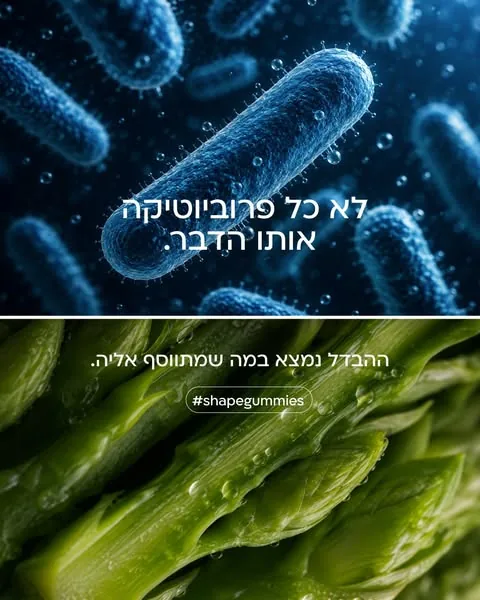 לא כל פרוביוטיקה
אותו הדבר.
ההבדל נמצא במה שמתווסף אליה.
#shapegummies